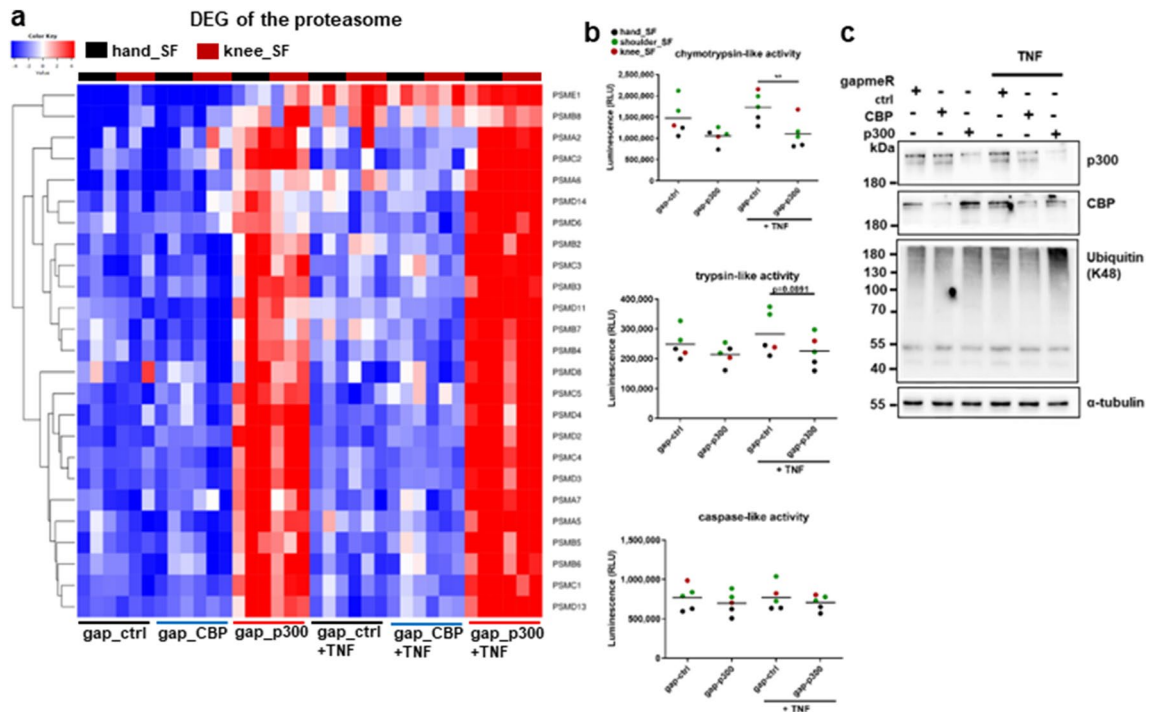 a
DEG of the proteasome
Color Key
Value
hand_SF
knee_SF
PSME1
PSMB8
PSMA2
PSMC2
PSMA6
PSMD14
PSMD6
PSMB2
PSMC3
PSMB3
PSMD11
PSMB7
PSMB4
PSMD8
PSMC5
PSMD4
PSMD2
PSMC4
PSMD3
PSMA7
PSMA5
PSMB5
PSMB6
PSMC1
PSMD13
gap_ctrl gap_CBP gap_p300 gap_ctrl gap_CBP gap_p300
+TNF +TNF +TNF
b
hand_SF
shoulder_SF
knee_SF
chymotrypsin-like activity
Luminescence (RLU)
2,500,000
2,000,000
1,500,000
1,000,000
500,000
0
**
gap-ctrl gap-p300 gap-ctrl gap-p300
+ TNF
trypsin-like activity
Luminescence (RLU)
400,000
300,000
200,000
100,000
0
p=0.0891
gap-ctrl gap-p300 gap-ctrl gap-p300
+ TNF
caspase-like activity
Luminescence (RLU)
1,500,000
1,000,000
500,000
0
gap-ctrl gap-p300 gap-ctrl gap-p300
+ TNF
c
TNF
gapmeR
ctrl + - - + - -
CBP - + - - + -
p300 - - + - - +
kDa
180
p300
180
CBP
180
130
100
70
55
40
Ubiquitin
(K48)
55
α-tubulin